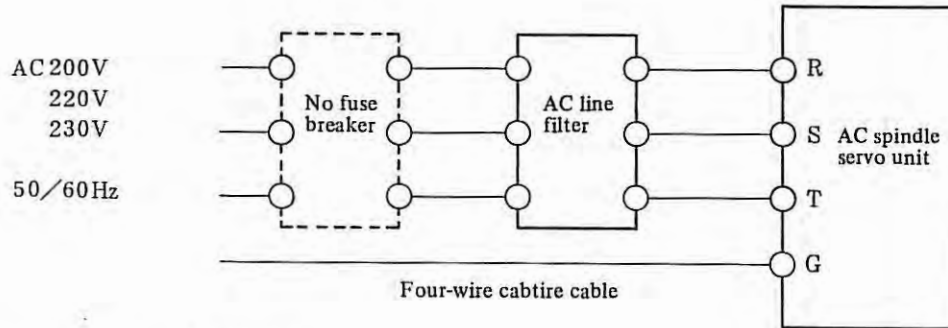 AC 200V
220V
230V
50/60Hz
No fuse
breaker
AC line
filter
R
S
T
G
AC spindle
servo unit
Four-wire cabtire cable